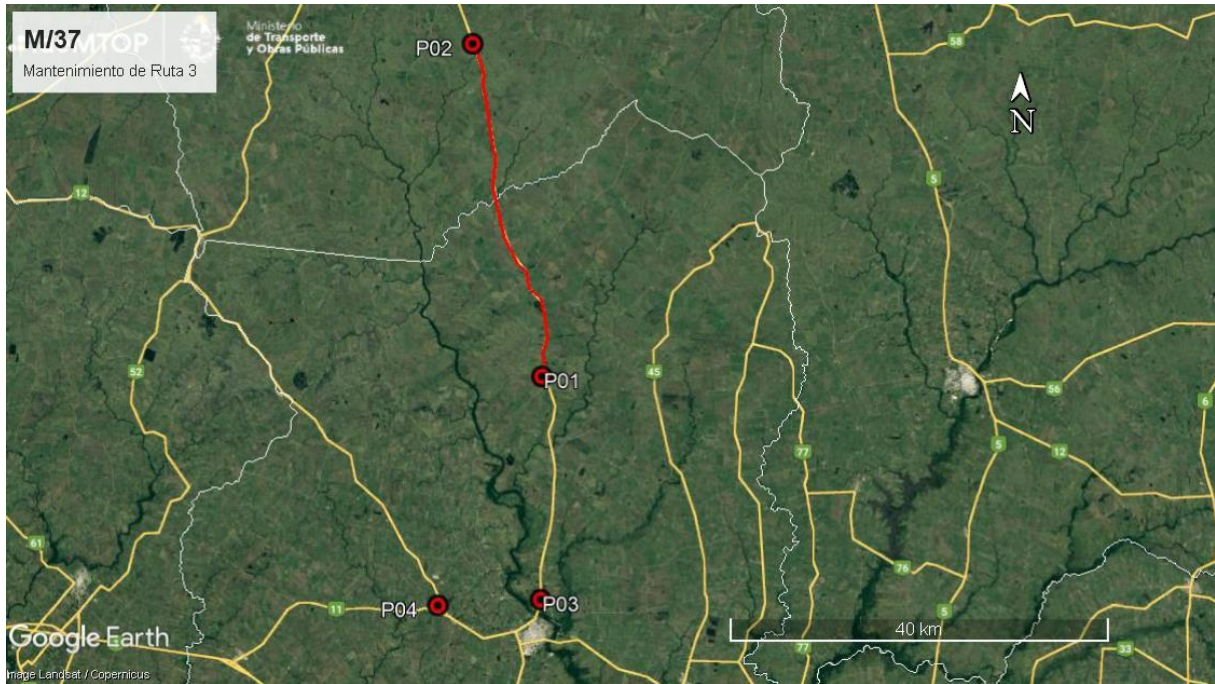 M/37
MTOP
Mantenimiento de Ruta 3
Ministerio
de Transporte
y Obras Públicas
P02
58
N
12
5
P01
52
45
56
6
77
5
12
61
76
P03
P04
11
5
40 km
77
33
Google Earth
Image Landsat / Copernicus